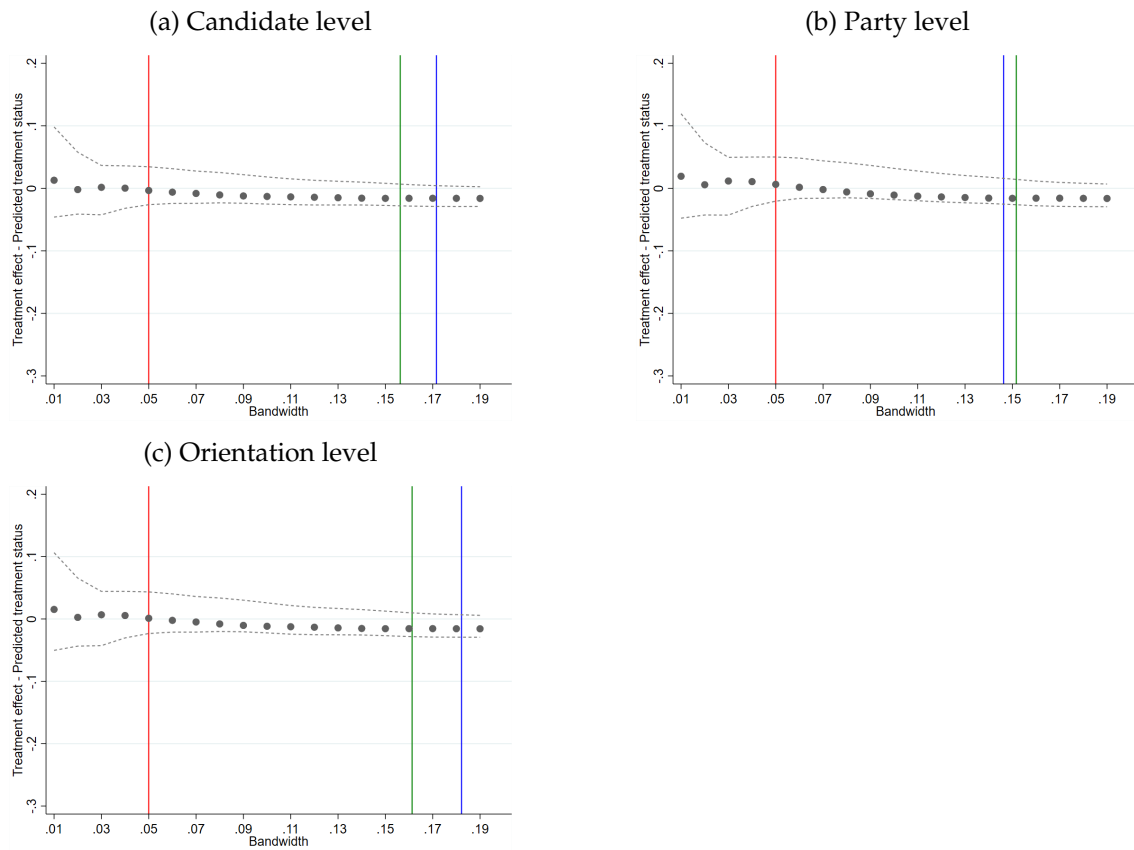 (a) Candidate level
Treatment effect - Predicted treatment status
.2
.1
0
-.1
-.2
-.3
.01 .03 .05 .07 .09 .11 .13 .15 .17 .19
Bandwidth
(b) Party level
Treatment effect - Predicted treatment status
.2
.1
0
-.1
-.2
-.3
.01 .03 .05 .07 .09 .11 .13 .15 .17 .19
Bandwidth
(c) Orientation level
Treatment effect - Predicted treatment status
.2
.1
0
-.1
-.2
-.3
.01 .03 .05 .07 .09 .11 .13 .15 .17 .19
Bandwidth